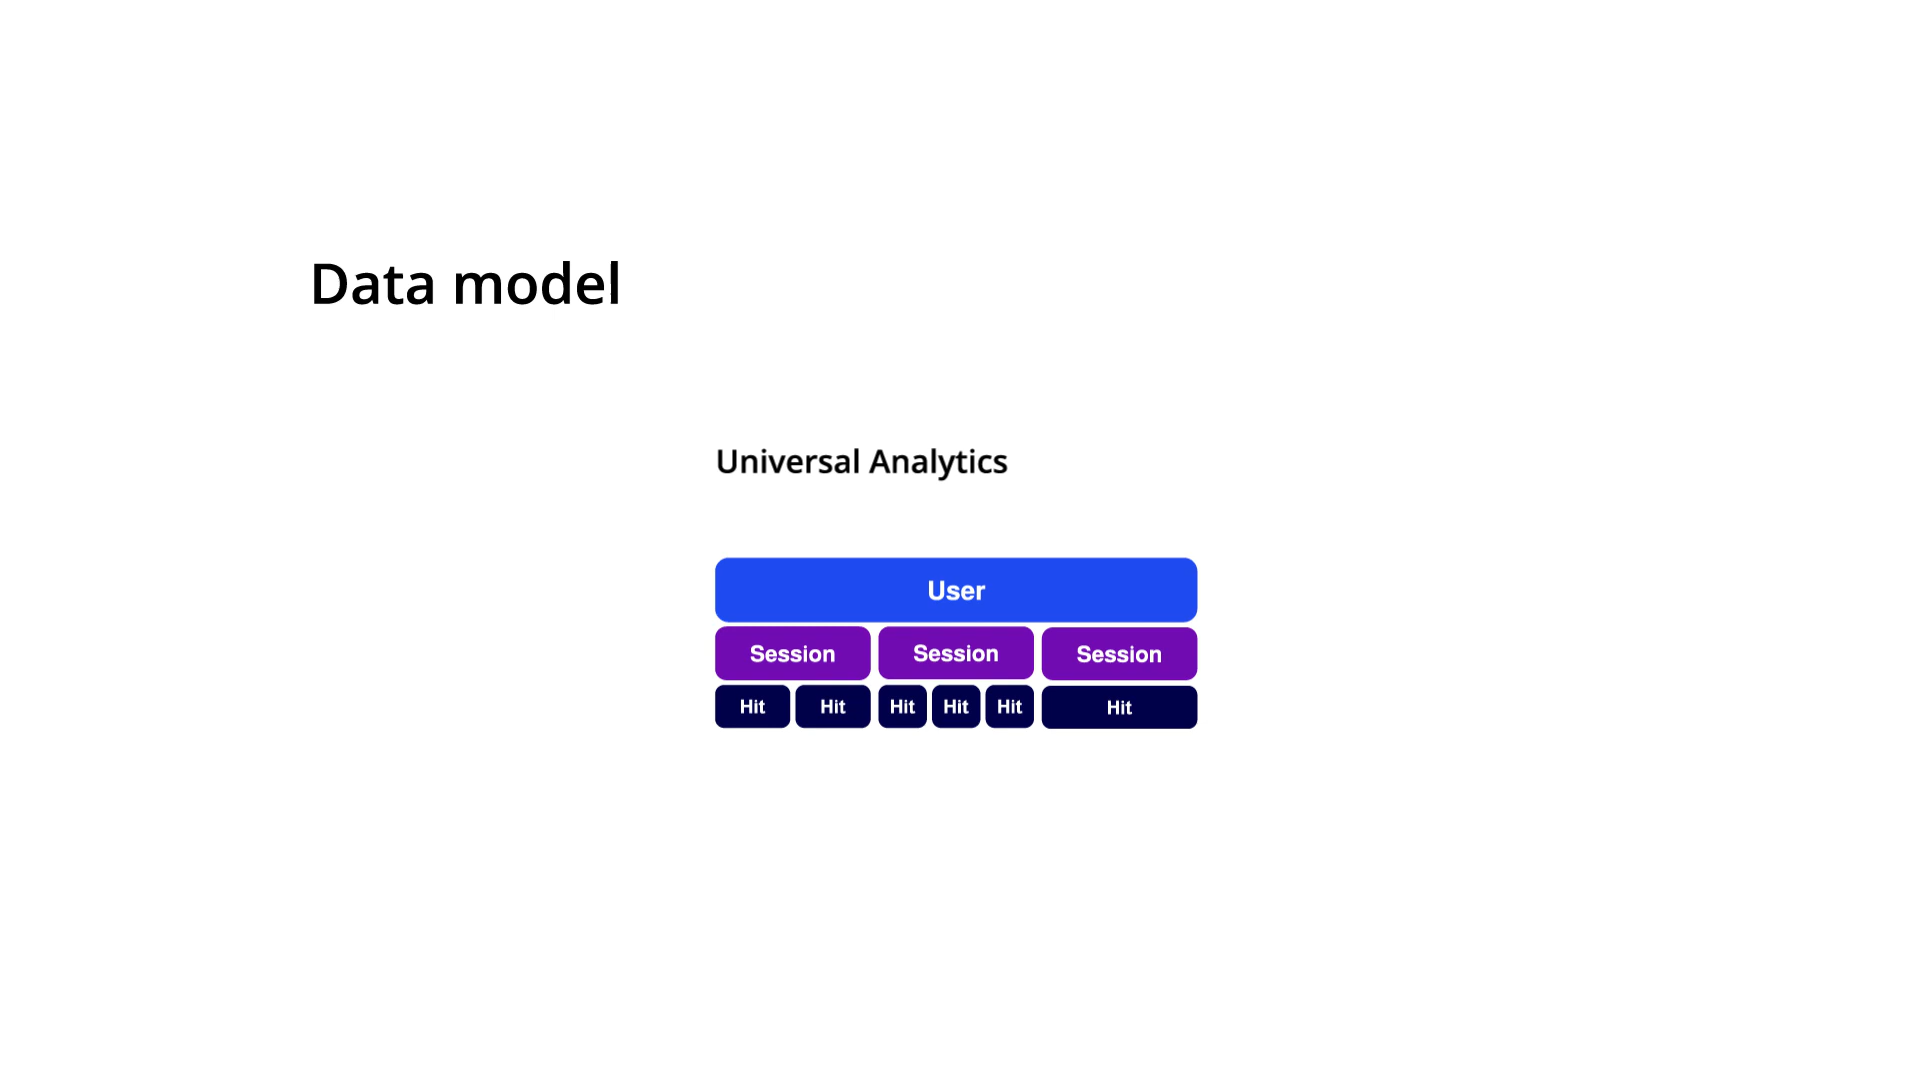 Data model
Universal Analytics
User
Session Session Session
Hit Hit Hit Hit Hit Hit